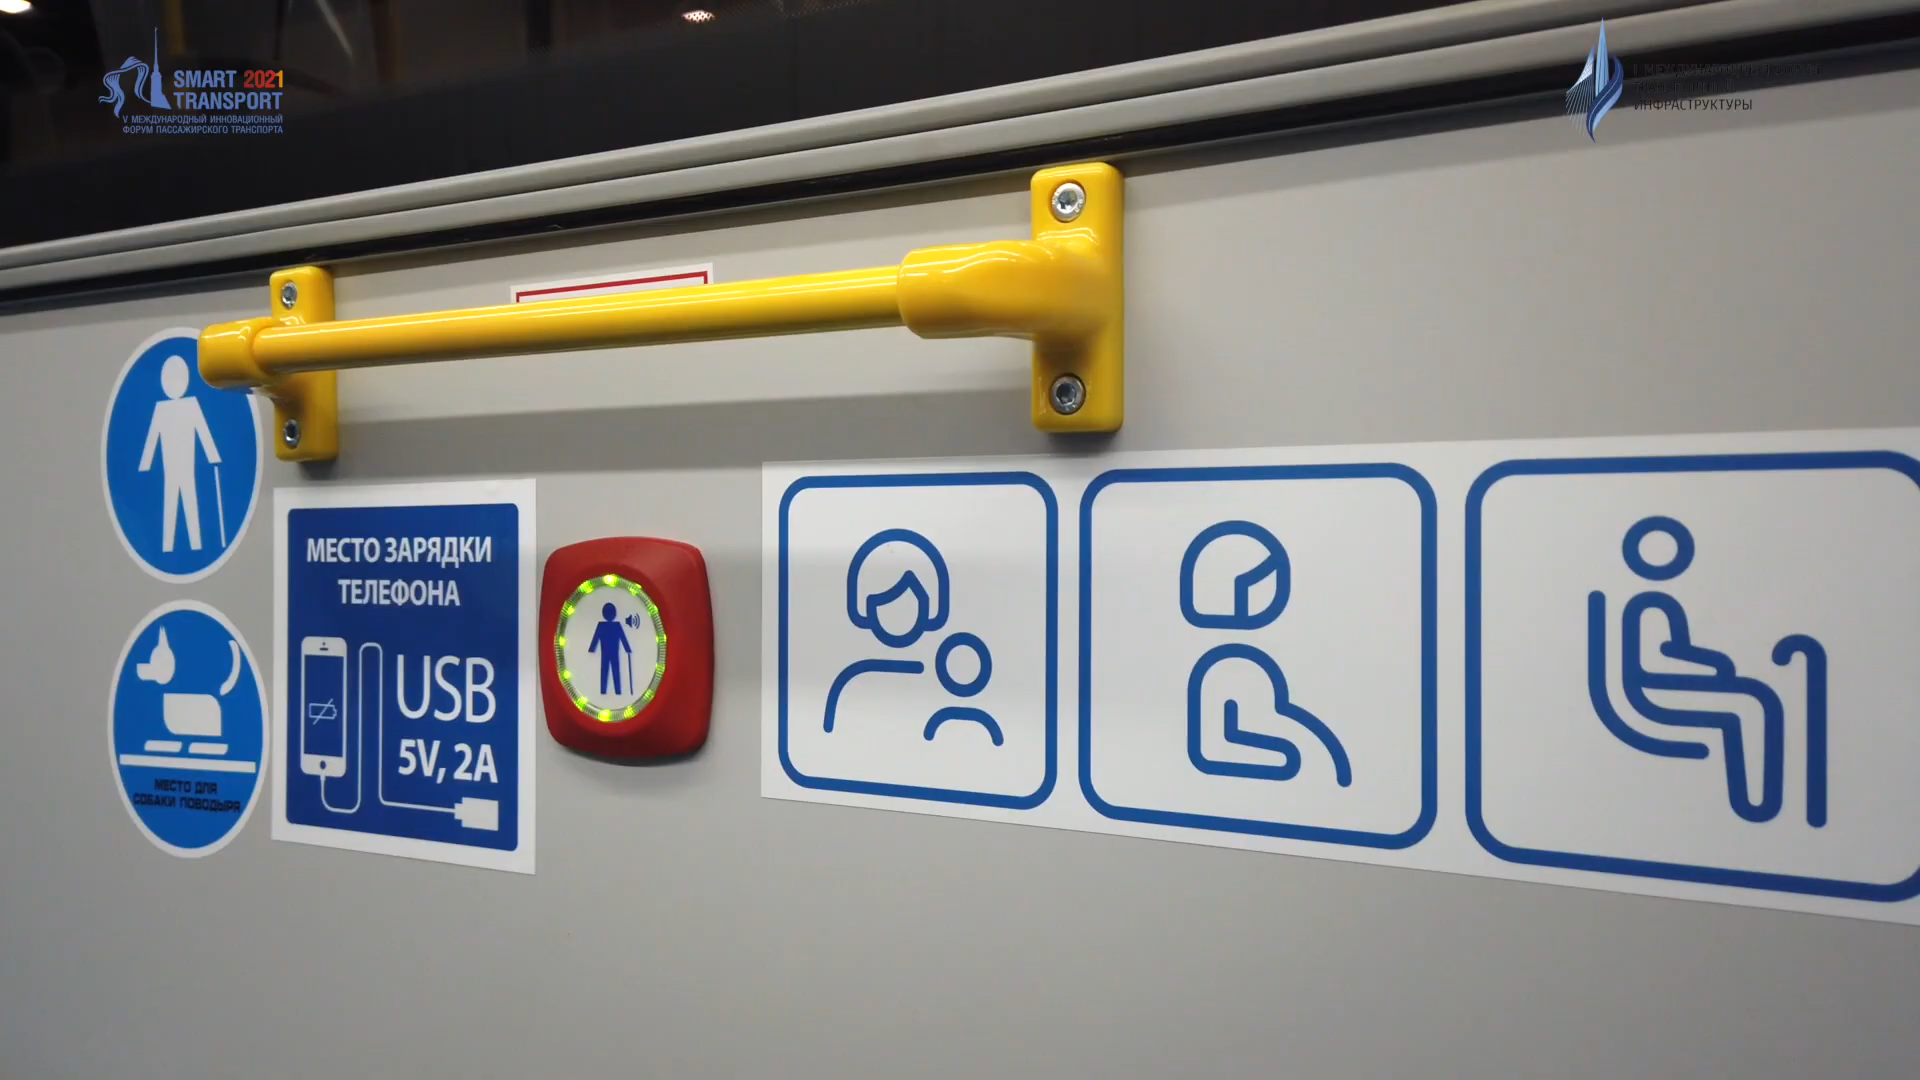 SMART 2021
TRANSPORT
V МЕЖДУНАРОДНЫЙ ИННОВАЦИОННЫЙ
ФОРУМ ПАССАЖИРСКОГО ТРАНСПОРТА
I МЕЖДУНАРОДНЫЙ
ИНФРАСТРУКТУРЫ
МЕСТО ЗАРЯДКИ
ТЕЛЕФОНА
USB
5V, 2A
МЕСТО ДЛЯ
СОБАКИ ПОВОДЫРЯ